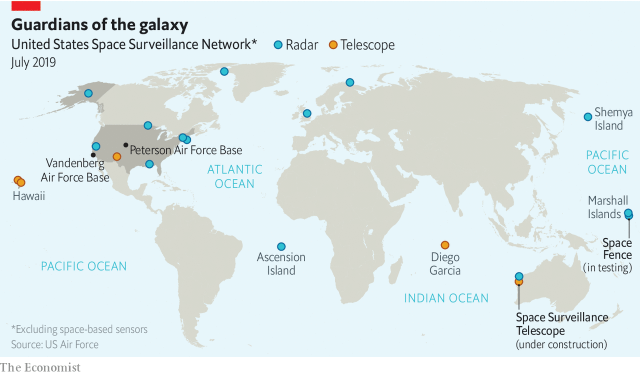 Guardians of the galaxy
United States Space Surveillance Network*
Radar
Telescope
July 2019
Shemya
Island
Peterson Air Force Base
Vandenberg
Air Force Base
ATLANTIC
OCEAN
PACIFIC
OCEAN
Hawaii
Marshall
Islands
Space
Fence
(in testing)
Ascension
Island
Diego
Garcia
PACIFIC OCEAN
INDIAN OCEAN
Space Surveillance
Telescope
(under construction)
*Excluding space-based sensors
Source: US Air Force
The Economist